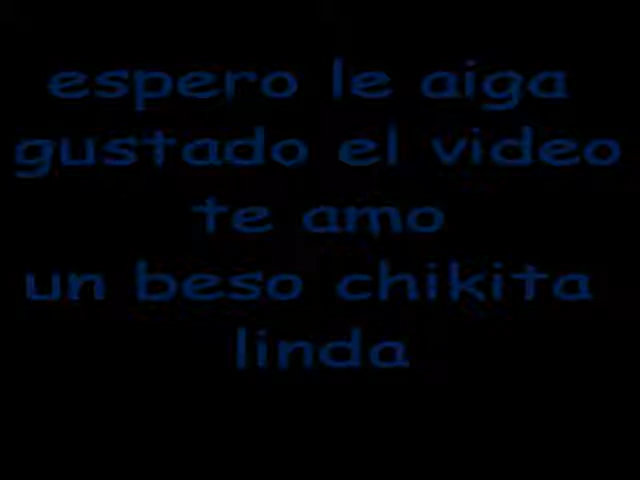 espero le aiga
gustado el video
te amo
un beso chikita
linda